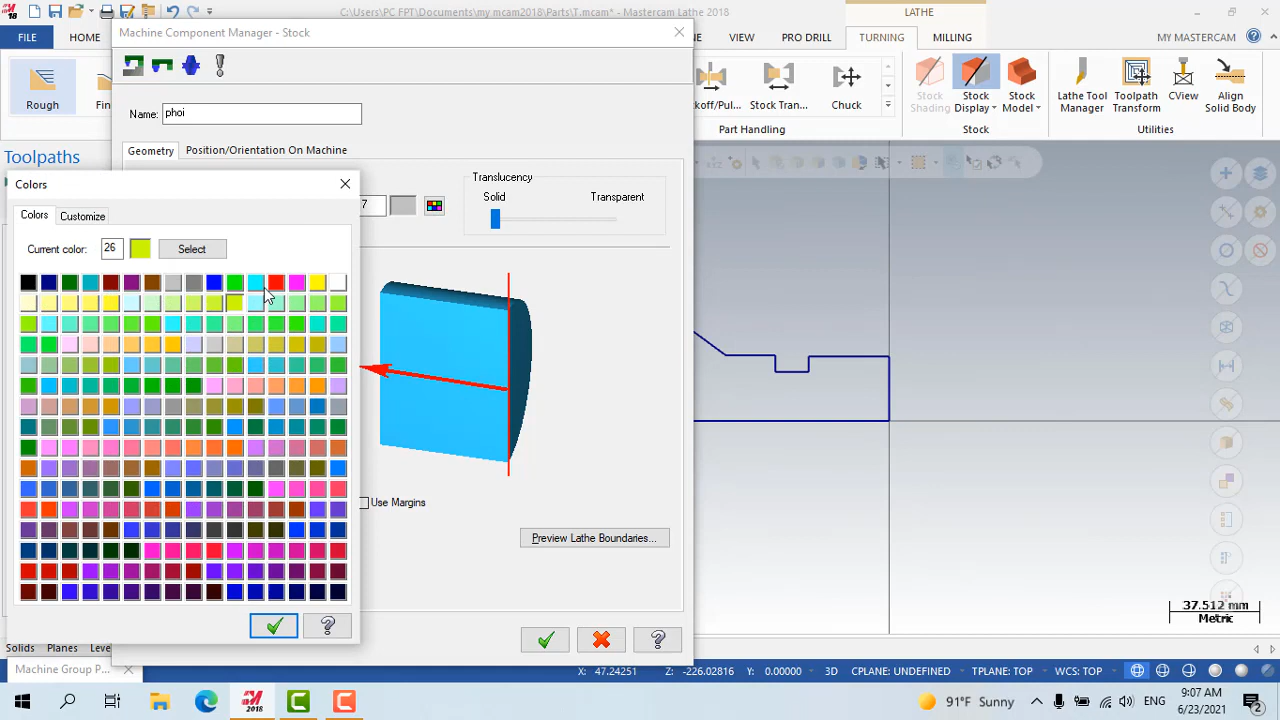 C:\Users\PC FPT\Documents\my mcam2018\Parts\T.mcam* - Mastercam Lathe 2018
LATHE
18
FILE
HOME
VIEW
PRO DRILL
TURNING
MILLING
MY MASTERCAM
Machine Component Manager - Stock
Rough
Stock Tran...
Chuck
Stock
Shading
Stock
Display
Stock
Model
Lathe Tool
Manager
Toolpath
Transform
CView
Align
Solid Body
Part Handling
Stock
Utilities
Name:
phoi
Toolpaths
Geometry
Position/Orientation On Machine
Colors
Translucency
Solid
Transparent
7
Colors
Customize
Current color:
26
Select
Use Margins
Preview Lathe Boundaries...
37.512 mm
Metric
Solids
Planes
Machine Group P...
X: 47.24251
Y: -226.02816
Z: 0.00000
3D
CPLANE: UNDEFINED
TPLANE: TOP
WCS: TOP
2018
91°F Sunny
ENG
9:07 AM
6/23/2021
2